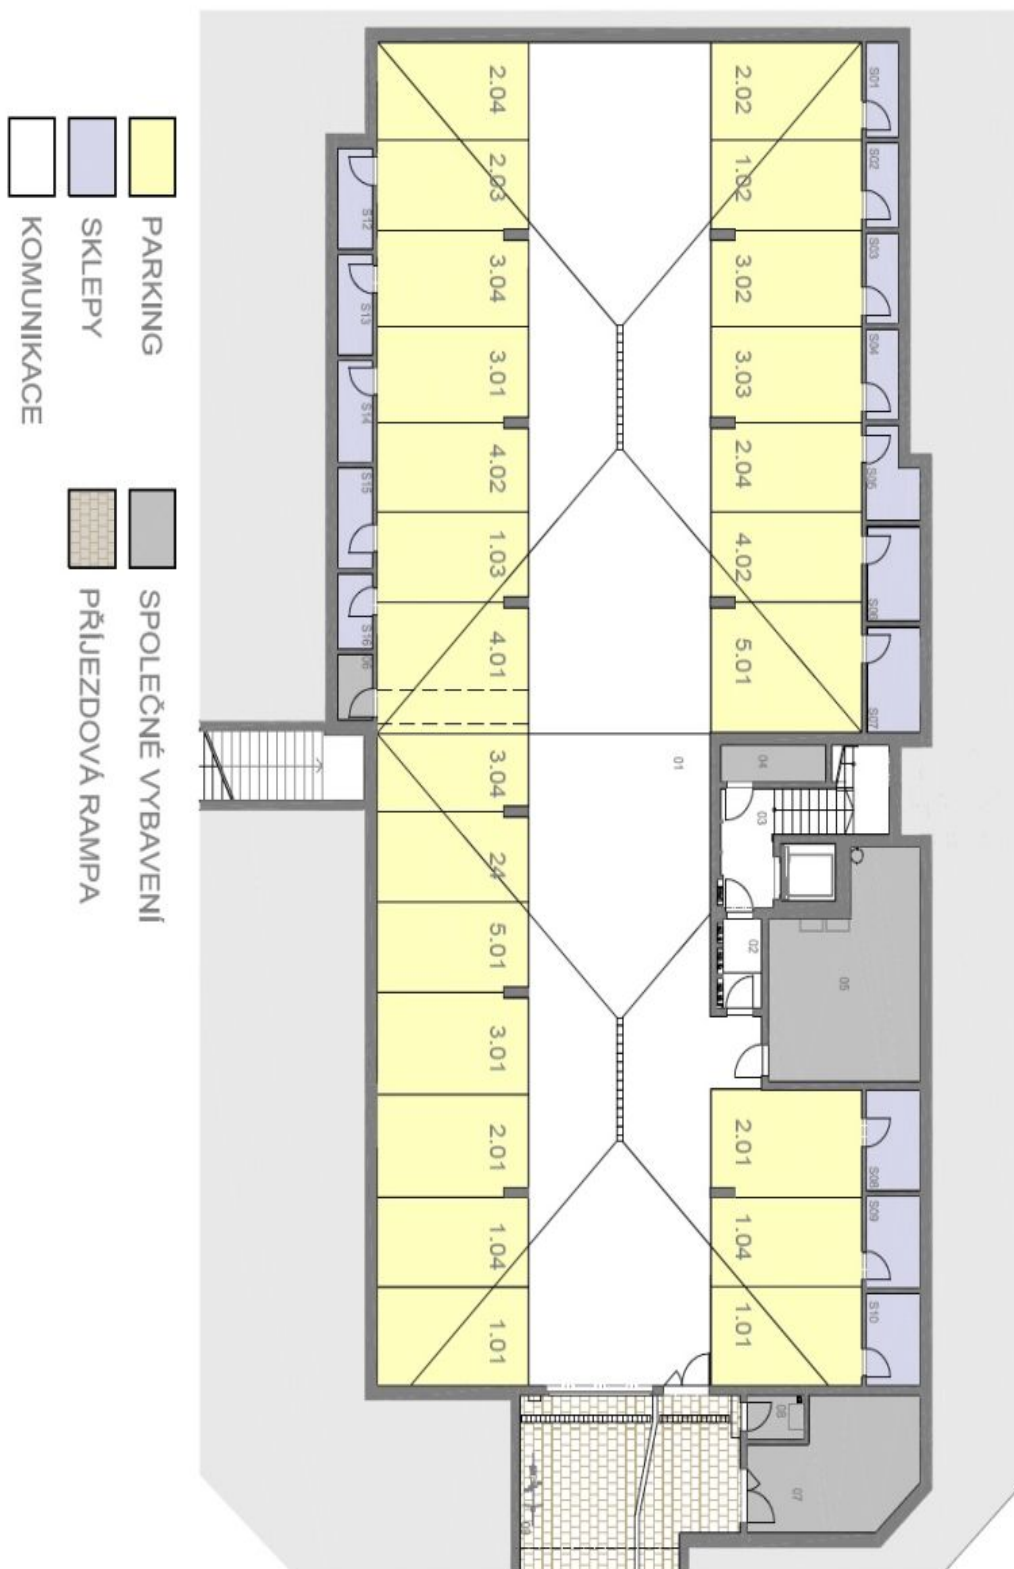 PARKING
SKLEPY
KOMUNIKACE
SPOLEČNÉ VYBAVENÍ
PŘÍJEZDOVÁ RAMPA
S01
S02
S03
S04
S05
S06
S07
S08
S09
S10
2.02
1.02
3.02
3.03
2.04
4.02
5.01
2.01
1.04
1.01
04
03
02
05
01
08
07
09
2.04
2.03
3.04
3.01
4.02
1.03
4.01
3.04
24
5.01
3.01
2.01
1.04
1.01
S12
S13
S14
S15
S16
06